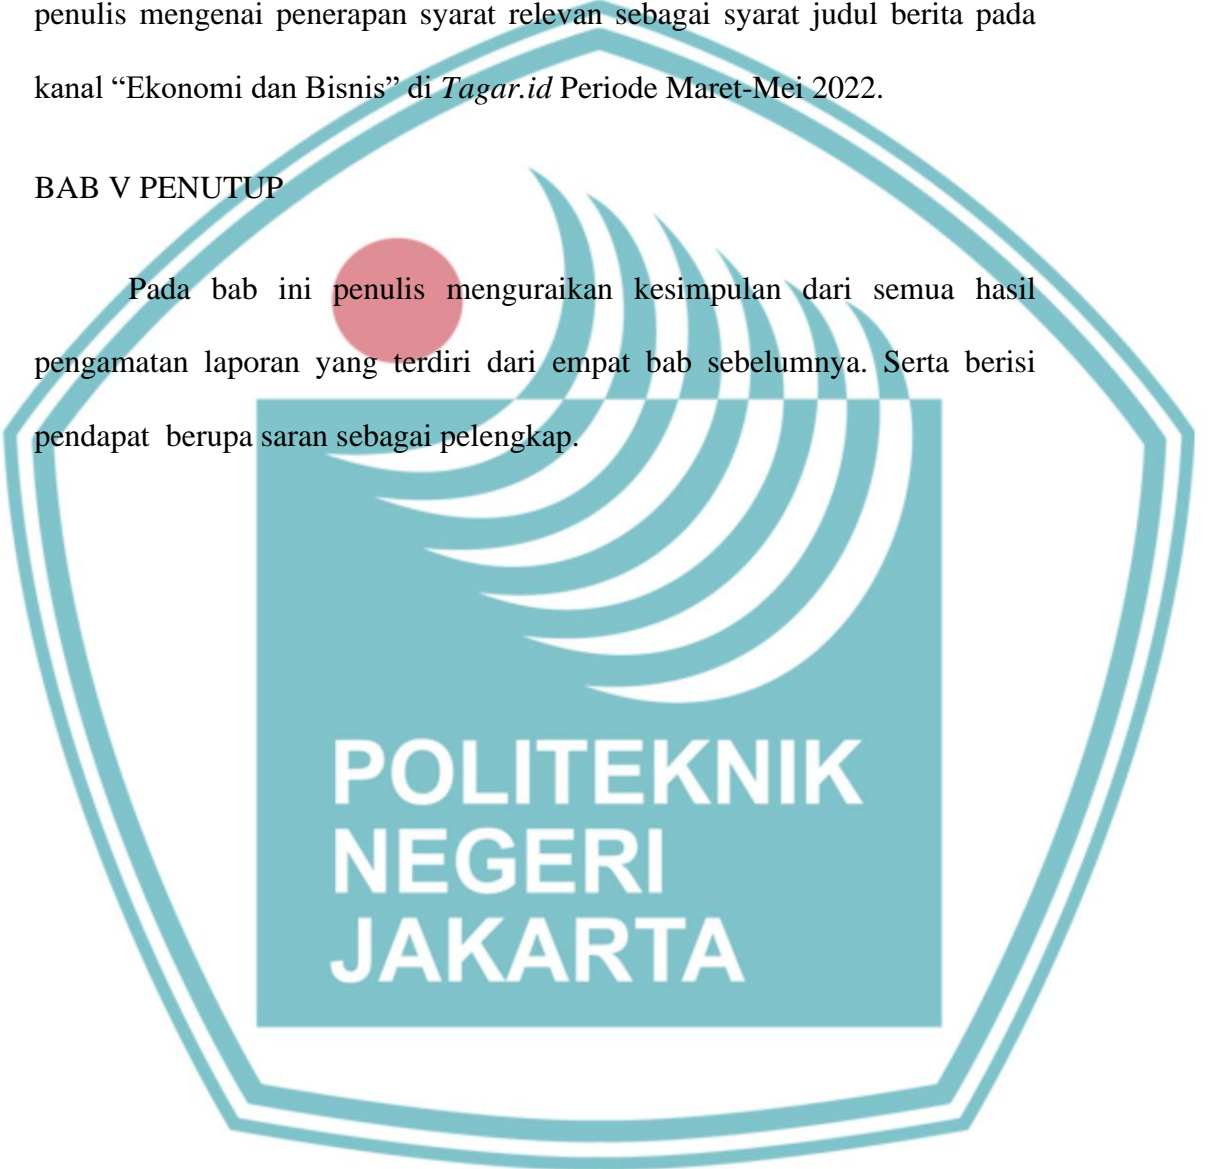 penulis mengenai penerapan syarat relevan sebagai syarat judul berita pada
kanal “Ekonomi dan Bisnis” di Tagar.id Periode Maret-Mei 2022.
BAB V PENUTUP
Pada bab ini penulis menguraikan kesimpulan dari semua hasil
pengamatan laporan yang terdiri dari empat bab sebelumnya. Serta berisi
pendapat berupa saran sebagai pelengkap.
POLITEKNIK
NEGERI
JAKARTA